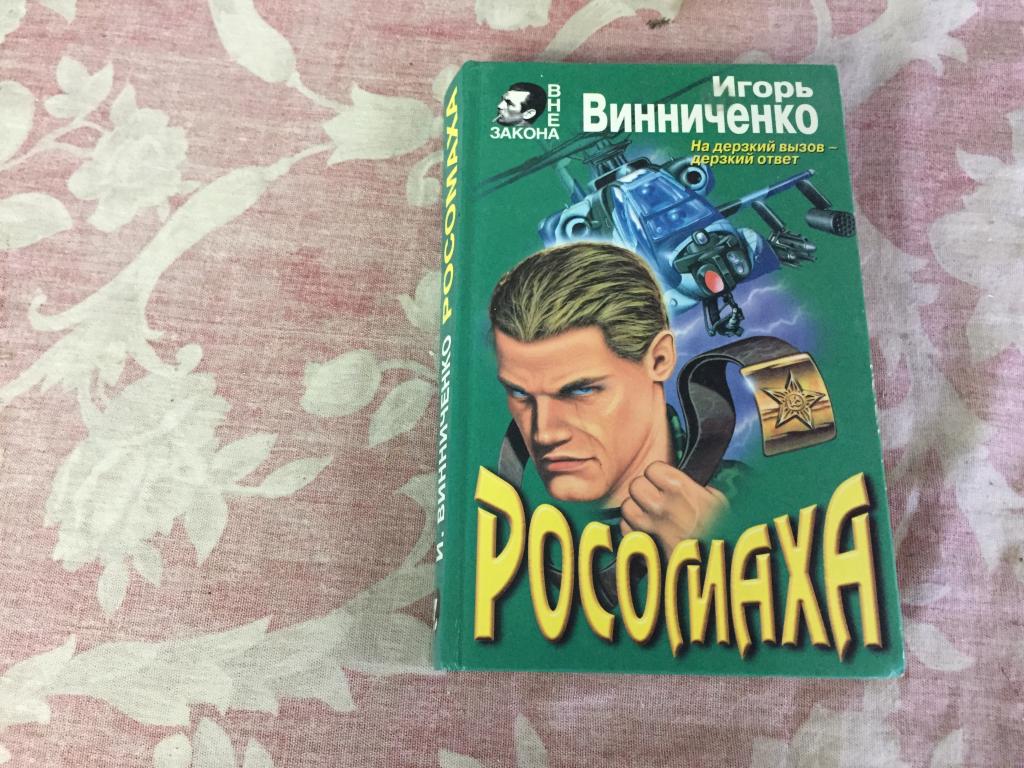 И. ВИННИЧЕНКО РОСОМАХА
ВНЕ
ЗАКОНА
Игорь
Винниченко
На дерзкий вызов –
дерзкий ответ
РОСОМАХА